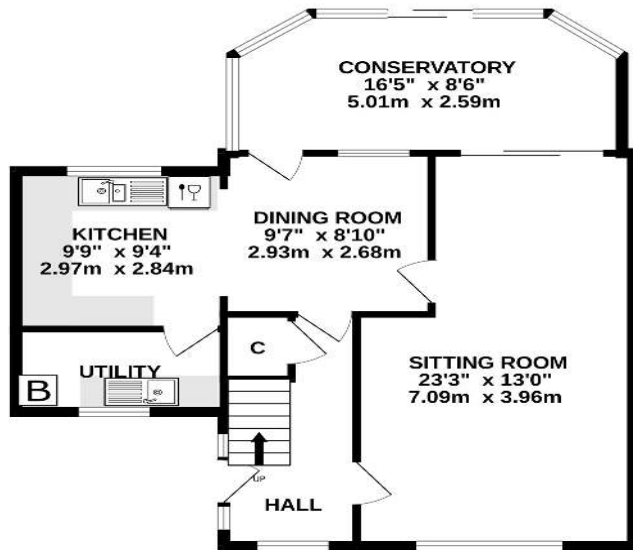 CONSERVATORY
16'5" x 8'6"
5.01m x 2.59m
KITCHEN
9'9" x 9'4"
2.97m x 2.84m
DINING ROOM
9'7" x 8'10"
2.93m x 2.68m
C
UTILITY
B
SITTING ROOM
23'3" x 13'0"
7.09m x 3.96m
UP
HALL